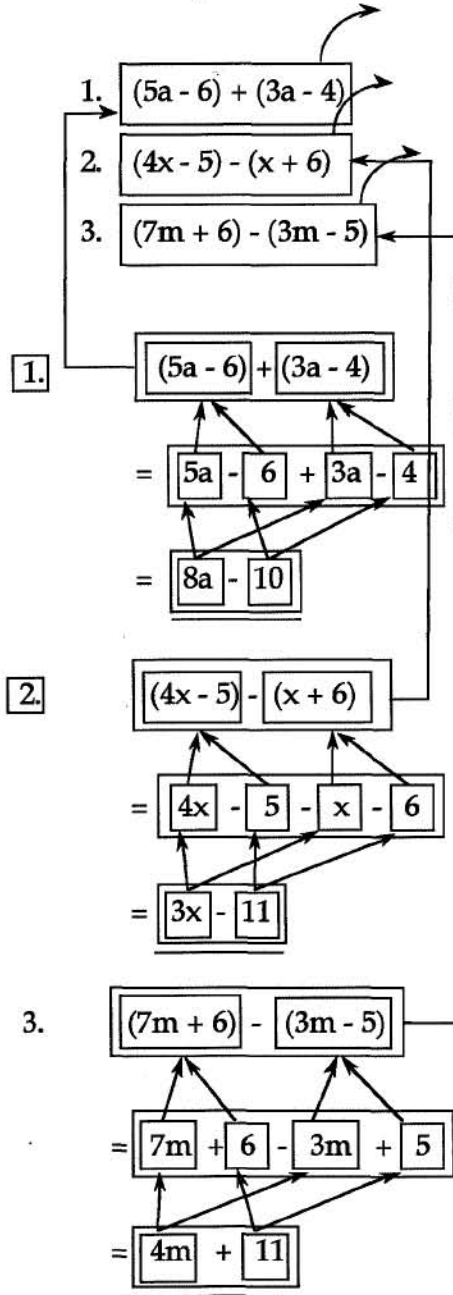 1. (5a - 6) + (3a - 4)
2. (4x - 5) - (x + 6)
3. (7m + 6) - (3m - 5)
1. (5a - 6) + (3a - 4)
= 5a - 6 + 3a - 4
= 8a - 10
2. (4x - 5) - (x + 6)
= 4x - 5 - x - 6
= 3x - 11
3. (7m + 6) - (3m - 5)
= 7m + 6 - 3m + 5
= 4m + 11